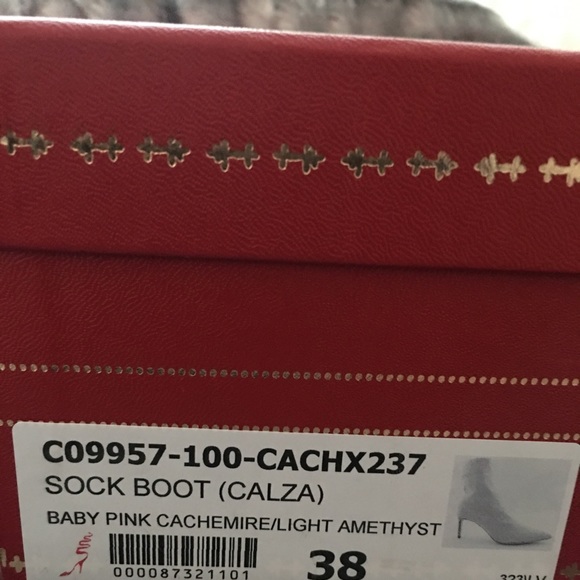 C09957-100-CACHX237
SOCK BOOT (CALZA)
BABY PINK CACHEMIRE/LIGHT AMETHYST
38
000087321101